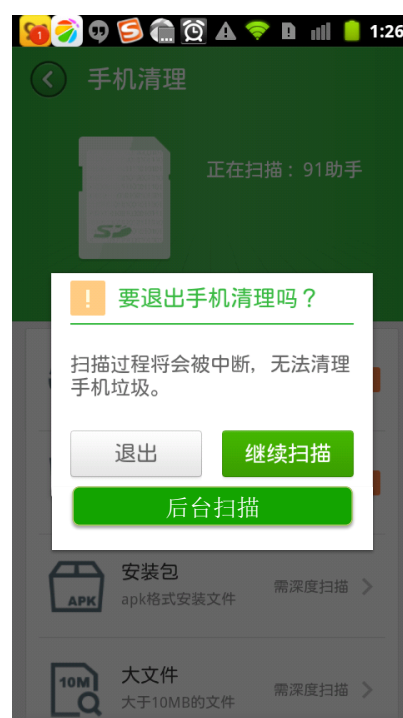 1
1:26
手机清理
正在扫描：91助手
SD
要退出手机清理吗？
扫描过程将会被中断，无法清理
手机垃圾。
退出
继续扫描
后台扫描
安装包
APK
apk格式安装文件
需深度扫描
大文件
10M
大于10MB的文件
需深度扫描